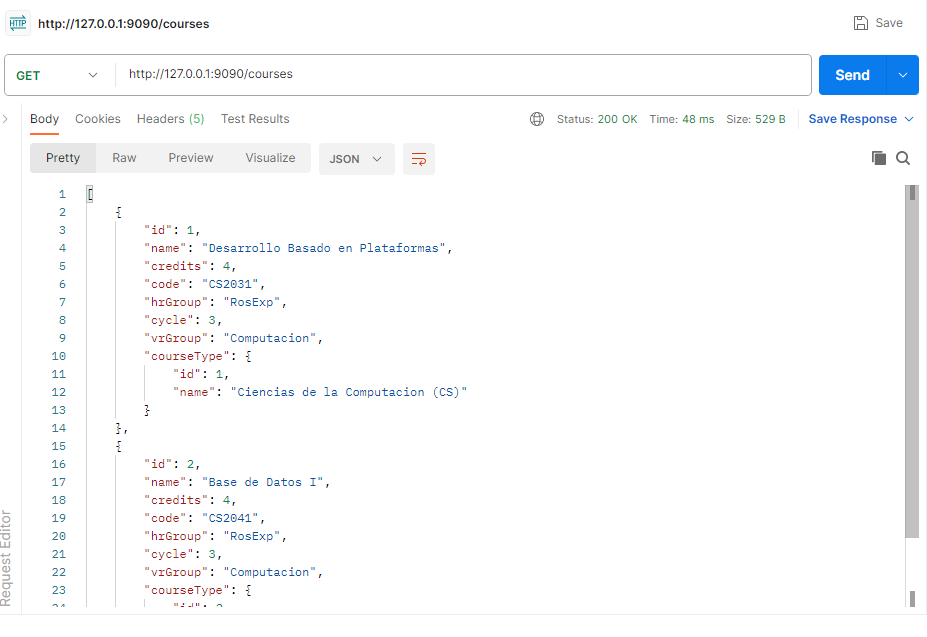 HTTP http://127.0.0.1:9090/courses Save
GET http://127.0.0.1:9090/courses Send
Body Cookies Headers (5) Test Results Status: 200 OK Time: 48 ms Size: 529 B Save Response
Pretty Raw Preview Visualize JSON
1 [
2 {
3 "id": 1,
4 "name": "Desarrollo Basado en Plataformas",
5 "credits": 4,
6 "code": "CS2031",
7 "hrGroup": "RosExp",
8 "cycle": 3,
9 "vrGroup": "Computacion",
10 "courseType": {
11 "id": 1,
12 "name": "Ciencias de la Computacion (CS)"
13 }
14 },
15 {
16 "id": 2,
17 "name": "Base de Datos I",
18 "credits": 4,
19 "code": "CS2041",
20 "hrGroup": "RosExp",
21 "cycle": 3,
22 "vrGroup": "Computacion",
23 "courseType": {
24 "id":
Request Editor